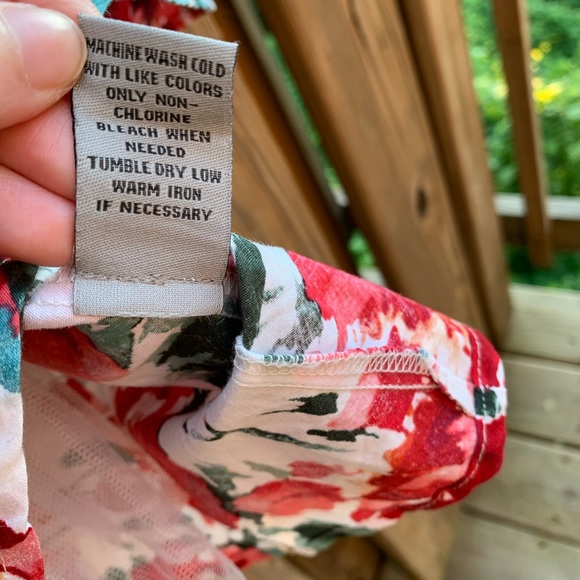 MACHINE WASH COLD
WITH LIKE COLORS
ONLY NON-
CHLORINE
BLEACH WHEN
NEEDED
TUMBLE DRY LOW
WARM IRON
IF NECESSARY